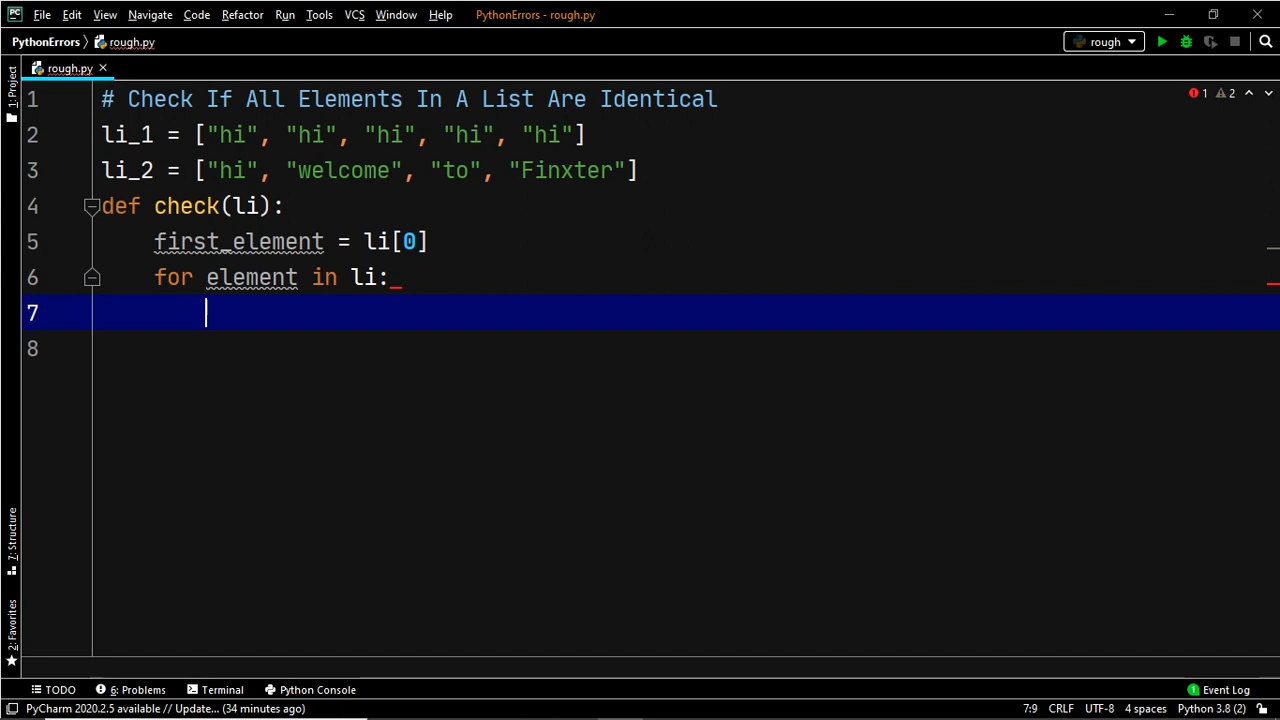 PC File Edit View Navigate Code Refactor Run Tools VCS Window Help PythonErrors - rough.py
PythonErrors rough.py rough
rough.py
1: Project
1 # Check If All Elements In A List Are Identical 1 2
2 li_1 = ["hi", "hi", "hi", "hi", "hi"]
3 li_2 = ["hi", "welcome", "to", "Finxter"]
4 def check(li):
5 first_element = li[0]
6 for element in li:
7
8
7: Structure
2: Favorites
TODO 6: Problems Terminal Python Console 1 Event Log
PyCharm 2020.2.5 available // Update... (34 minutes ago) 7:9 CRLF UTF-8 4 spaces Python 3.8 (2)